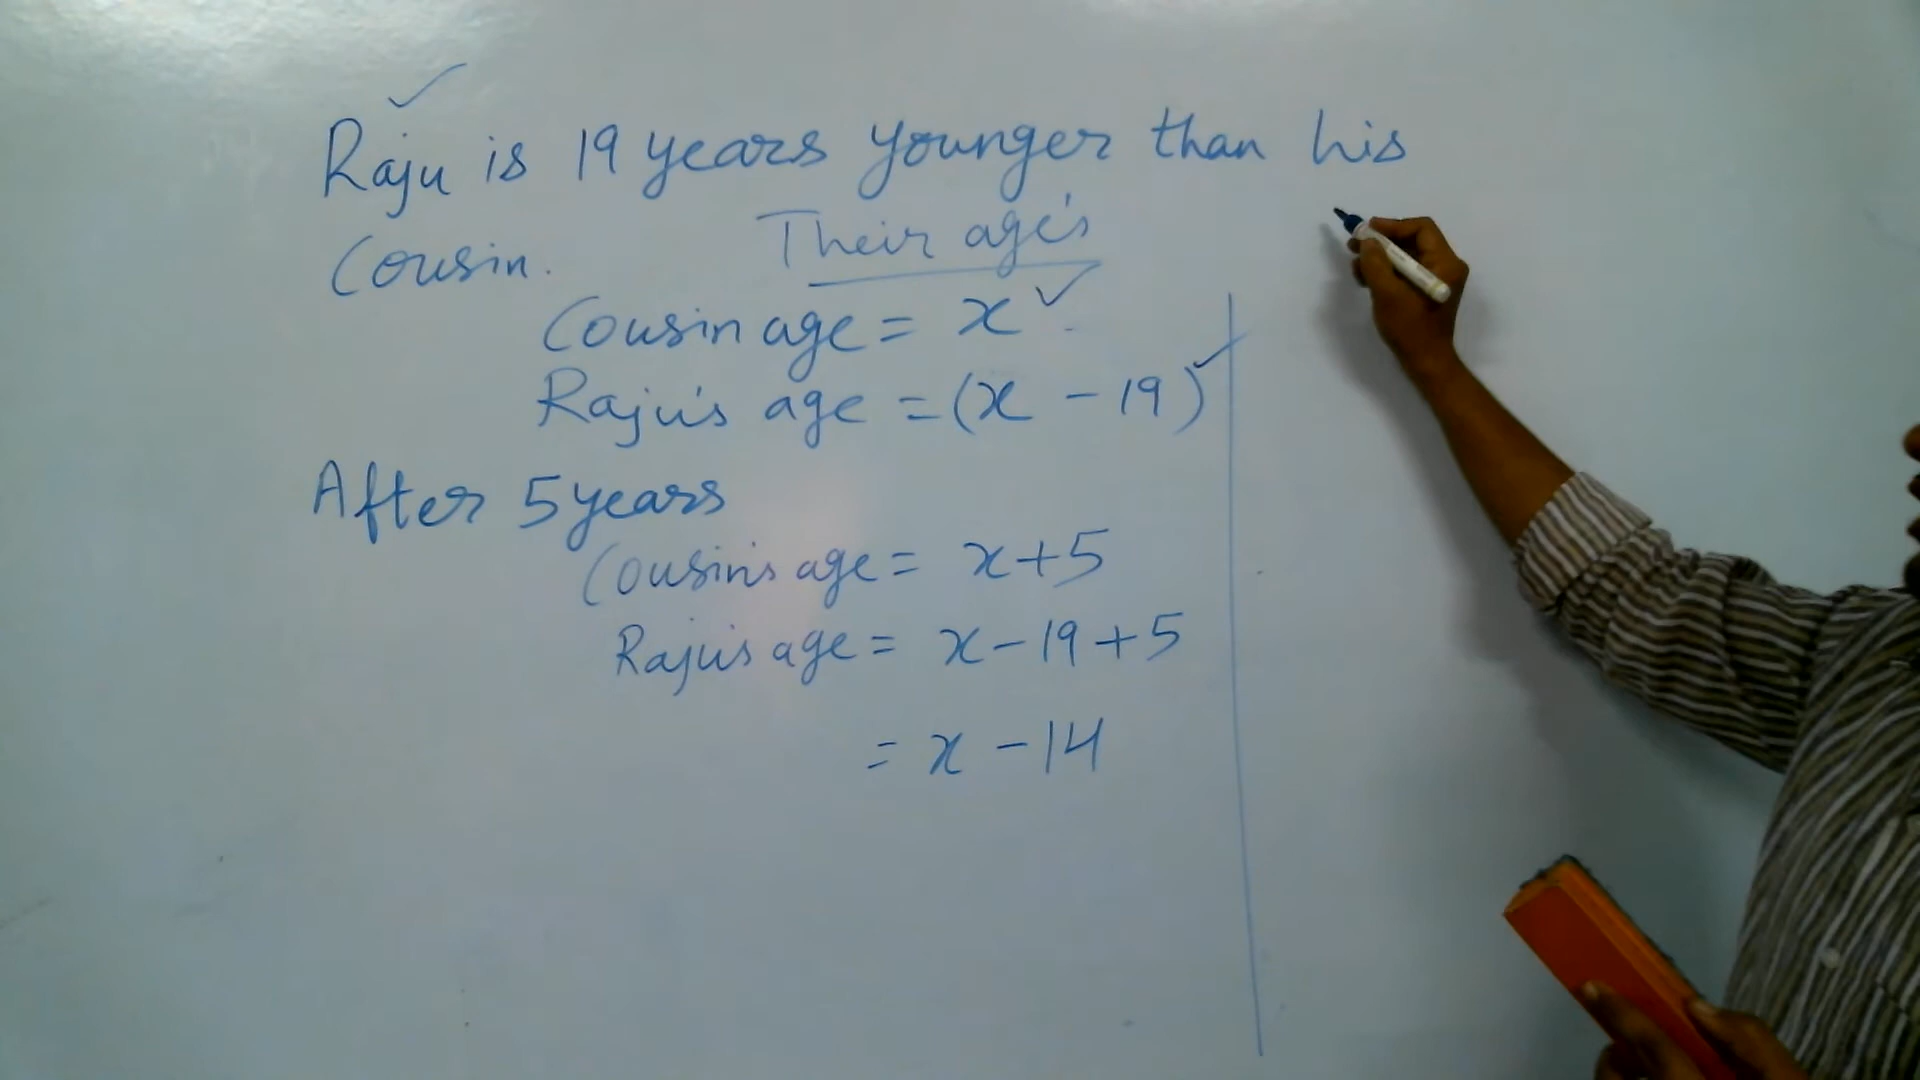 Raju is 19 years younger than his
Cousin. Their age's
Cousin age = x
Raju's age = (x - 19)
After 5 years
Cousin's age = x+5
Raju's age = x-19+5
= x - 14